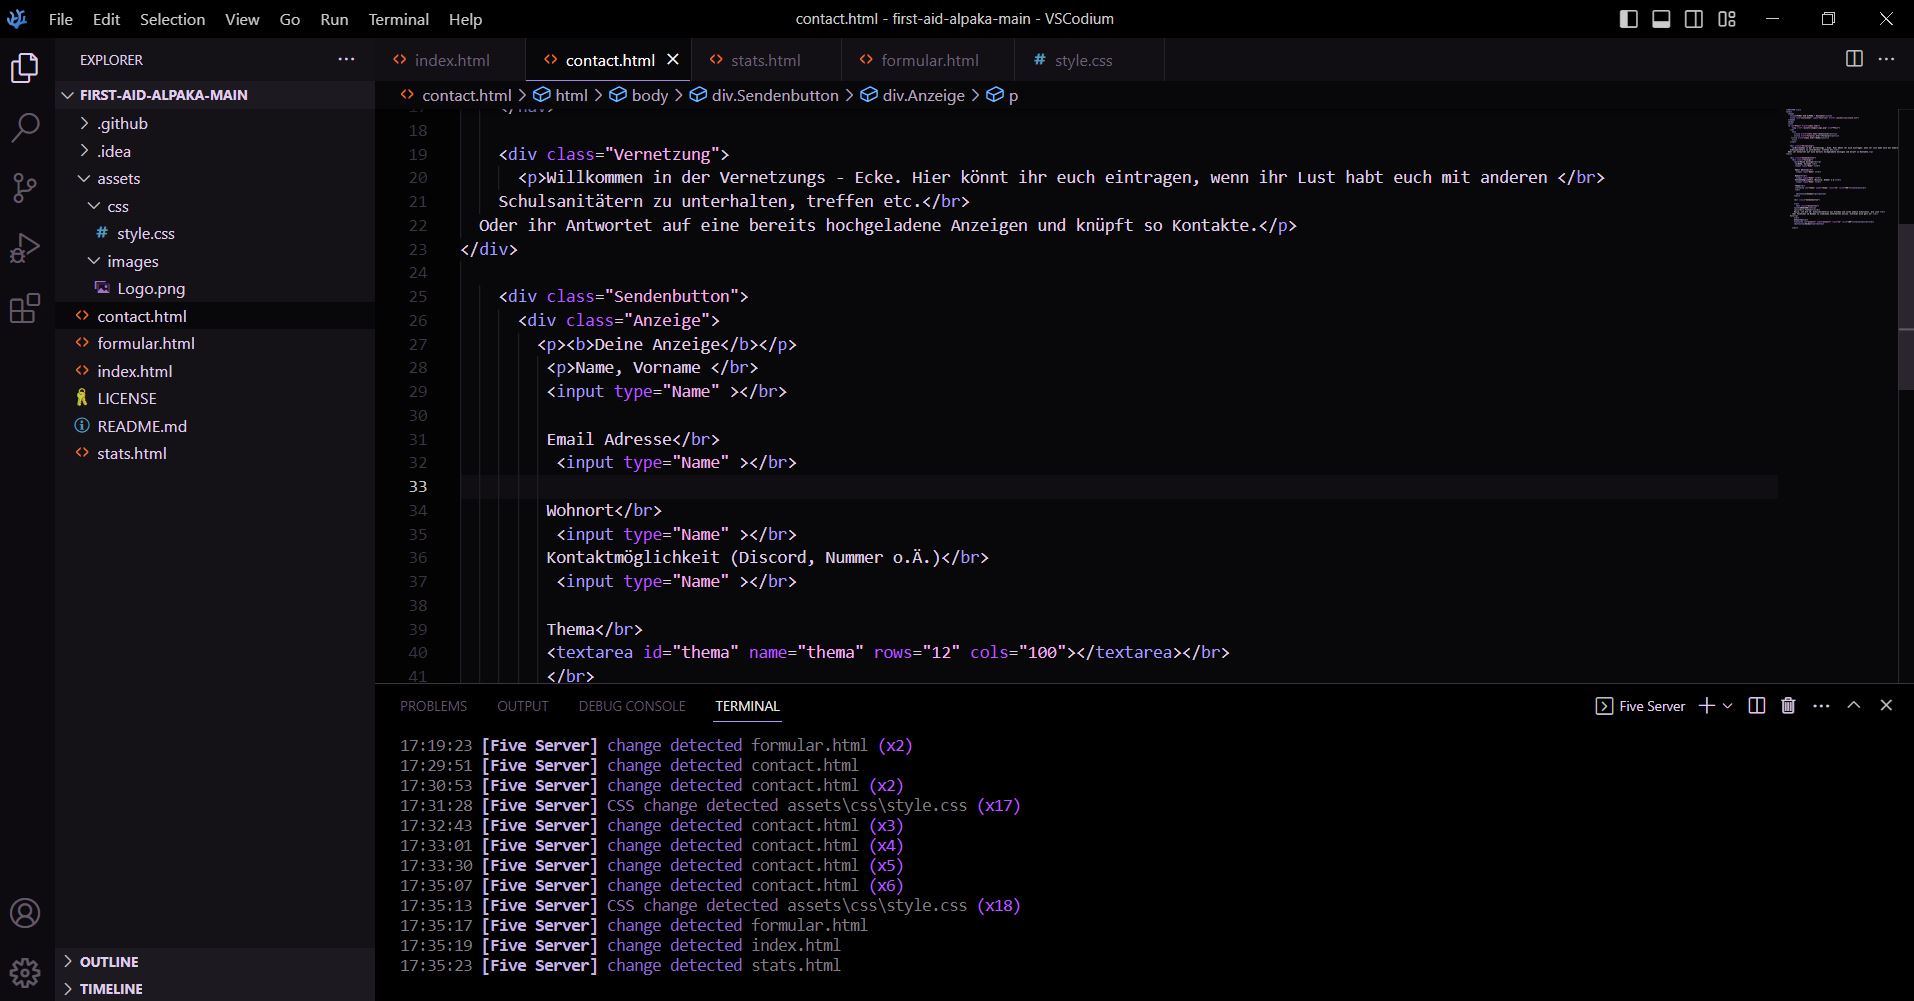 File Edit Selection View Go Run Terminal Help
contact.html - first-aid-alpaka-main - VSCodium
EXPLORER
FIRST-AID-ALPAKA-MAIN
.github
.idea
assets
css
# style.css
images
Logo.png
contact.html
formular.html
index.html
LICENSE
README.md
stats.html
OUTLINE
TIMELINE
index.html contact.html stats.html formular.html # style.css
contact.html > html > body > div.Sendenbutton > div.Anzeige > p
17 </nav>
18
19 <div class="Vernetzung">
20 <p>Willkommen in der Vernetzungs - Ecke. Hier könnt ihr euch eintragen, wenn ihr Lust habt euch mit anderen </br>
21 Schulsanitätern zu unterhalten, treffen etc.</br>
22 Oder ihr Antwortet auf eine bereits hochgeladene Anzeigen und knüpft so Kontakte.</p>
23 </div>
24
25 <div class="Sendenbutton">
26 <div class="Anzeige">
27 <p><b>Deine Anzeige</b></p>
28 <p>Name, Vorname </br>
29 <input type="Name" ></br>
30
31 Email Adresse</br>
32 <input type="Name" ></br>
33
34 Wohnort</br>
35 <input type="Name" ></br>
36 Kontaktmöglichkeit (Discord, Nummer o.Ä.)</br>
37 <input type="Name" ></br>
38
39 Thema</br>
40 <textarea id="thema" name="thema" rows="12" cols="100"></textarea></br>
41 </br>
PROBLEMS OUTPUT DEBUG CONSOLE TERMINAL
Five Server
17:19:23 [Five Server] change detected formular.html (x2)
17:29:51 [Five Server] change detected contact.html
17:30:53 [Five Server] change detected contact.html (x2)
17:31:28 [Five Server] CSS change detected assets\css\style.css (x17)
17:32:43 [Five Server] change detected contact.html (x3)
17:33:01 [Five Server] change detected contact.html (x4)
17:33:30 [Five Server] change detected contact.html (x5)
17:35:07 [Five Server] change detected contact.html (x6)
17:35:13 [Five Server] CSS change detected assets\css\style.css (x18)
17:35:17 [Five Server] change detected formular.html
17:35:19 [Five Server] change detected index.html
17:35:23 [Five Server] change detected stats.html